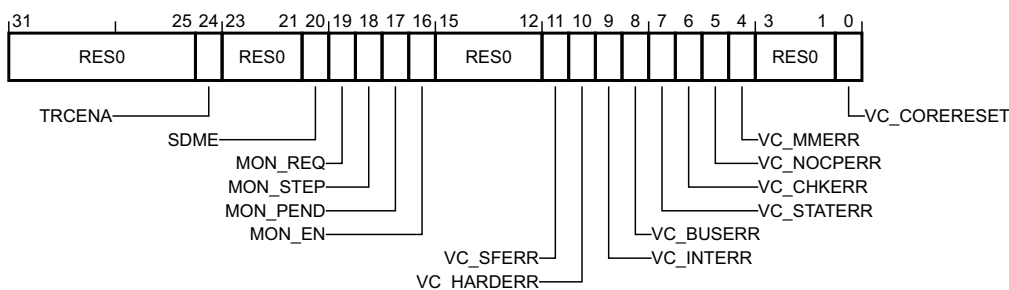 31 25 24 23 21 20 19 18 17 16 15 12 11 10 9 8 7 6 5 4 3 1 0
RES0 RES0 RES0 RES0
TRCENA VC_CORERESET
SDME VC_MMERR
MON_REQ VC_NOCPERR
MON_STEP VC_CHKERR
MON_PEND VC_STATERR
MON_EN VC_BUSERR
VC_SFERR VC_INTERR
VC_HARDERR